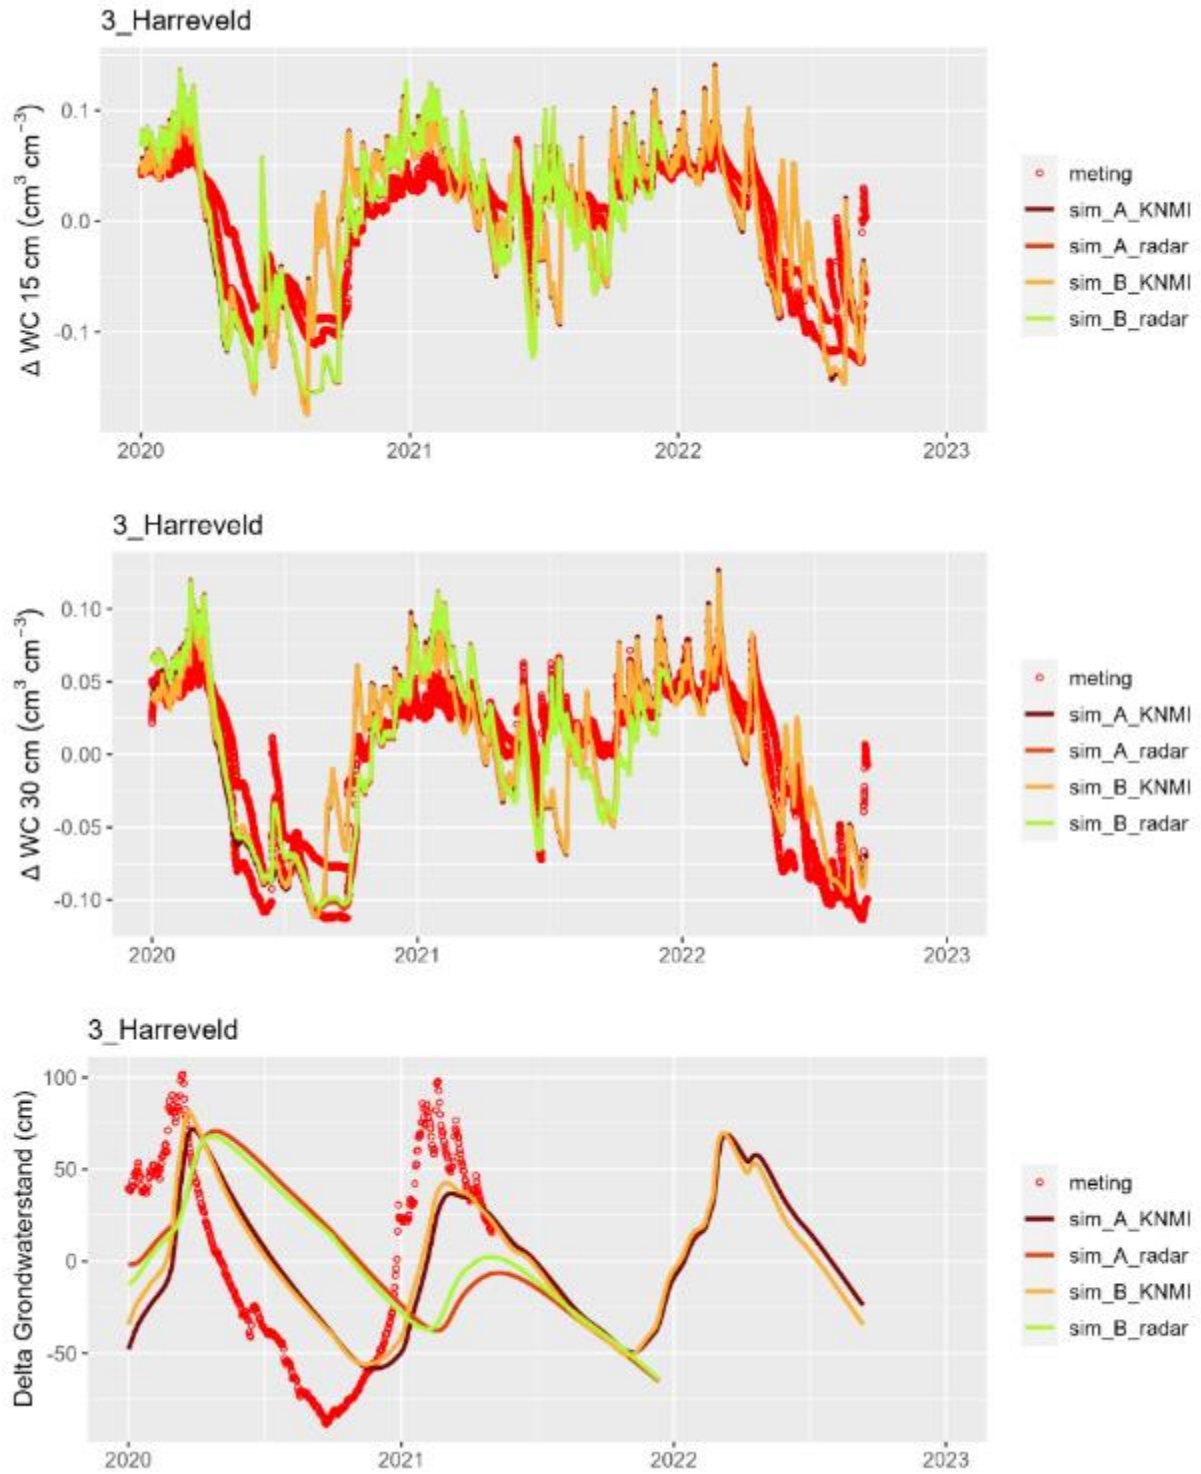 3_Harreveld
Δ WC 15 cm (cm³ cm⁻³)
0.1
0.0
-0.1
2020 2021 2022 2023
meting
sim_A_KNMI
sim_A_radar
sim_B_KNMI
sim_B_radar
3_Harreveld
Δ WC 30 cm (cm³ cm⁻³)
0.10
0.05
0.00
-0.05
-0.10
2020 2021 2022 2023
meting
sim_A_KNMI
sim_A_radar
sim_B_KNMI
sim_B_radar
3_Harreveld
Delta Grondwaterstand (cm)
100
50
0
-50
2020 2021 2022 2023
meting
sim_A_KNMI
sim_A_radar
sim_B_KNMI
sim_B_radar